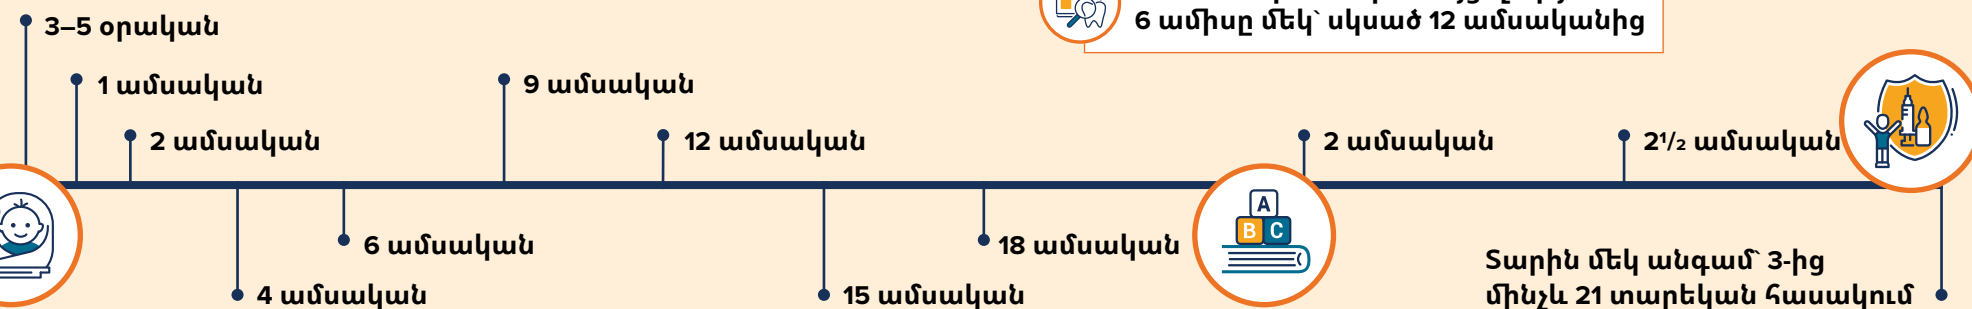 6 ամիսը մեկ՝ սկսած 12 ամսականից
3–5 օրական
1 ամսական
2 ամսական
4 ամսական
6 ամսական
9 ամսական
12 ամսական
15 ամսական
18 ամսական
A
B C
2 ամսական
2½ ամսական
Տարին մեկ անգամ՝ 3-ից
մինչև 21 տարեկան հասակում